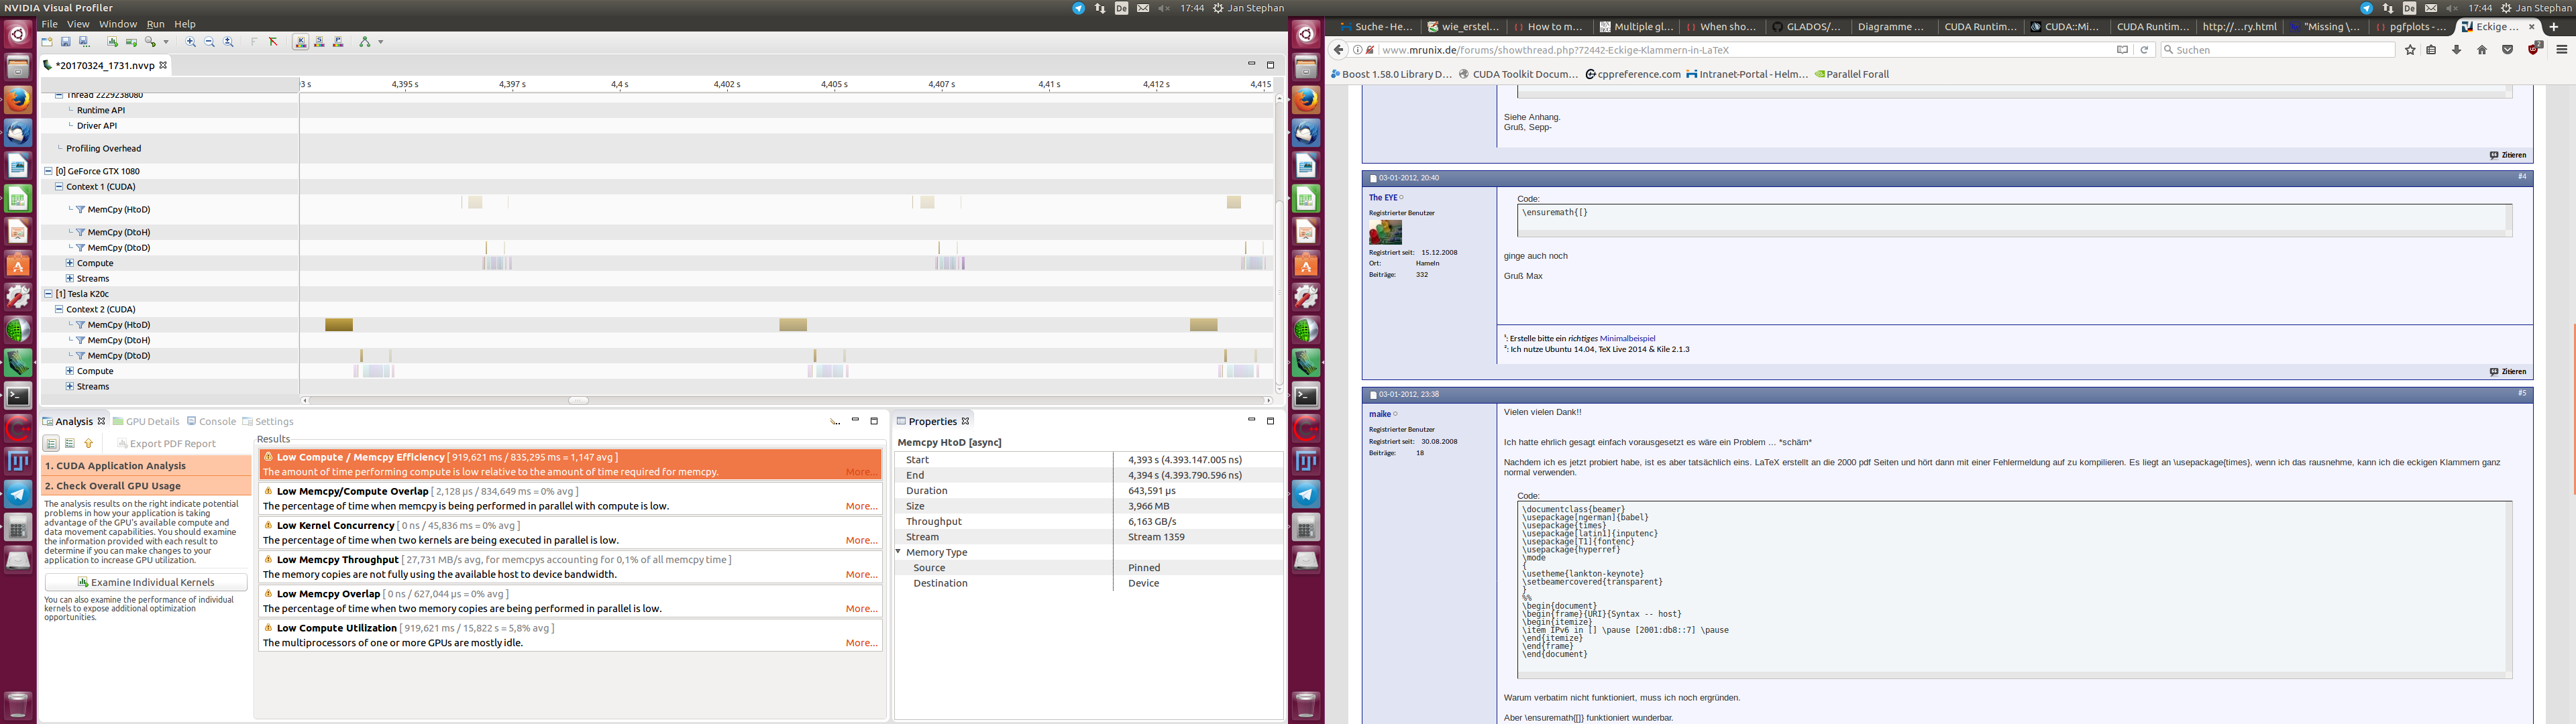 NVIDIA Visual Profiler
De
17:44
Jan Stephan
File View Window Run Help
*20170324_1731.nvvp
4,395 s 4,397 s 4,4 s 4,402 s 4,405 s 4,407 s 4,41 s 4,412 s 4,415
Thread 2229238080
Runtime API
Driver API
Profiling Overhead
[0] GeForce GTX 1080
Context 1 (CUDA)
MemCpy (HtoD)
MemCpy (DtoH)
MemCpy (DtoD)
Compute
Streams
[1] Tesla K20c
Context 2 (CUDA)
MemCpy (HtoD)
MemCpy (DtoH)
MemCpy (DtoD)
Compute
Streams
Analysis GPU Details Console Settings
Export PDF Report
1. CUDA Application Analysis
2. Check Overall GPU Usage
The analysis results on the right indicate potential
problems in how your application is taking
advantage of the GPU's available compute and
data movement capabilities. You should examine
the information provided with each result to
determine if you can make changes to your
application to increase GPU utilization.
Examine Individual Kernels
You can also examine the performance of individual
kernels to expose additional optimization
opportunities.
Results
Low Compute / Memcpy Efficiency [ 919,621 ms / 835,295 ms = 1,147 avg ]
The amount of time performing compute is low relative to the amount of time required for memcpy.
More...
Low Memcpy/Compute Overlap [ 2,128 µs / 834,649 ms = 0% avg ]
The percentage of time when memcpy is being performed in parallel with compute is low.
More...
Low Kernel Concurrency [ 0 ns / 45,836 ms = 0% avg ]
The percentage of time when two kernels are being executed in parallel is low.
More...
Low Memcpy Throughput [ 27,731 MB/s avg, for memcpys accounting for 0,1% of all memcpy time ]
The memory copies are not fully using the available host to device bandwidth.
More...
Low Memcpy Overlap [ 0 ns / 627,044 µs = 0% avg ]
The percentage of time when two memory copies are being performed in parallel is low.
More...
Low Compute Utilization [ 919,621 ms / 15,822 s = 5,8% avg ]
The multiprocessors of one or more GPUs are mostly idle.
More...
Properties
Memcpy HtoD [async]
Start 4,393 s (4.393.147.005 ns)
End 4,394 s (4.393.790.596 ns)
Duration 643,591 µs
Size 3,966 MB
Throughput 6,163 GB/s
Stream Stream 1359
Memory Type
Source Pinned
Destination Device
De
17:44
Jan Stephan
Suche - He...
wie_erstel...
How to m...
Multiple gl...
When sho...
GLADOS/...
Diagramme ...
CUDA Runtim...
CUDA::Mi...
CUDA Runtim...
http://...ry.html
"Missing \...
pgfplots - ...
Eckige ...
www.mrunix.de/forums/showthread.php?72442-Eckige-Klammern-in-LaTeX
Suchen
Boost 1.58.0 Library D...
CUDA Toolkit Docum...
cppreference.com
Intranet-Portal - Helm...
Parallel Forall
Siehe Anhang.
Gruß, Sepp-
Zitieren
03-01-2012, 20:40
#4
The EYE
Registrierter Benutzer
Registriert seit: 15.12.2008
Ort: Hameln
Beiträge: 332
Code:
\ensuremath{[}
ginge auch noch
Gruß Max
¹: Erstelle bitte ein richtiges Minimalbeispiel
²: Ich nutze Ubuntu 14.04, TeX Live 2014 & Kile 2.1.3
Zitieren
03-01-2012, 23:38
#5
maike
Registrierter Benutzer
Registriert seit: 30.08.2008
Beiträge: 18
Vielen vielen Dank!!
Ich hatte ehrlich gesagt einfach vorausgesetzt es wäre ein Problem ... *schäm*
Nachdem ich es jetzt probiert habe, ist es aber tatsächlich eins. LaTeX erstellt an die 2000 pdf Seiten und hört dann mit einer Fehlermeldung auf zu kompilieren. Es liegt an \usepackage{times}, wenn ich das rausnehme, kann ich die eckigen Klammern ganz
normal verwenden.
Code:
\documentclass{beamer}
\usepackage[ngerman]{babel}
\usepackage{times}
\usepackage[latin1]{inputenc}
\usepackage[T1]{fontenc}
\usepackage{hyperref}
\mode
{
\usetheme{lankton-keynote}
\setbeamercovered{transparent}
}
%%
\begin{document}
\begin{frame}{URI}{Syntax -- host}
\begin{itemize}
\item IPv6 in [] \pause [2001:db8::7] \pause
\end{itemize}
\end{frame}
\end{document}
Warum verbatim nicht funktioniert, muss ich noch ergründen.
Aber \ensuremath{[]} funktioniert wunderbar.